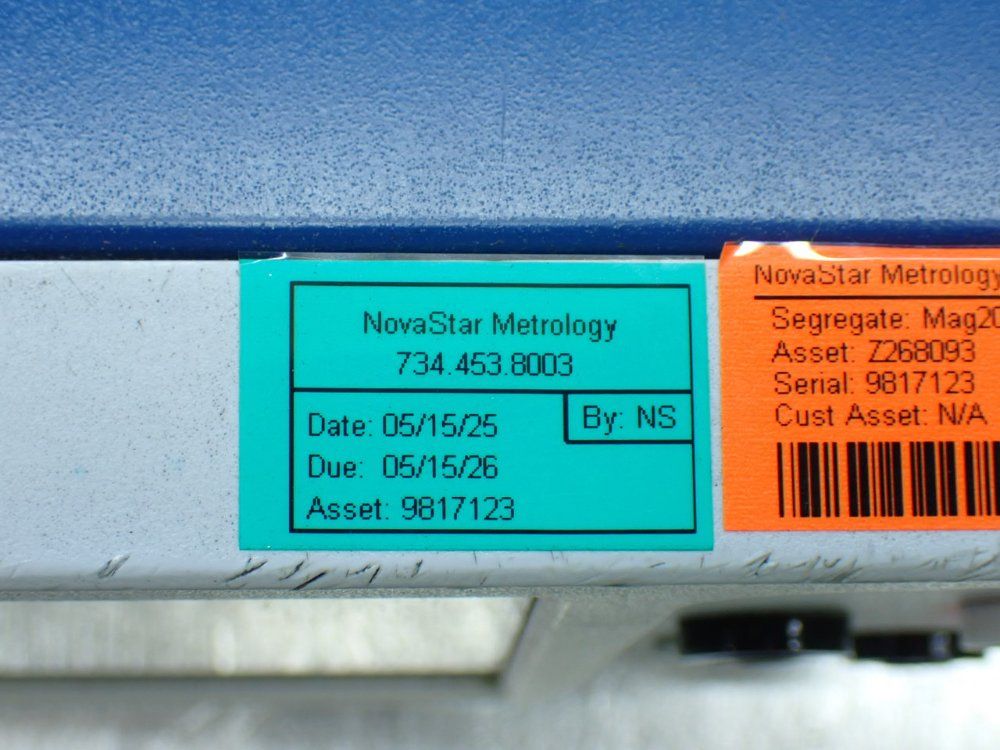 NovaStar Metrology
734.453.8003
By: NS
Date: 05/15/25
Due: 05/15/26
Asset: 9817123
NovaStar Metrology
Segregate: Mag20
Asset: Z268093
Serial: 9817123
Cust Asset: N/A